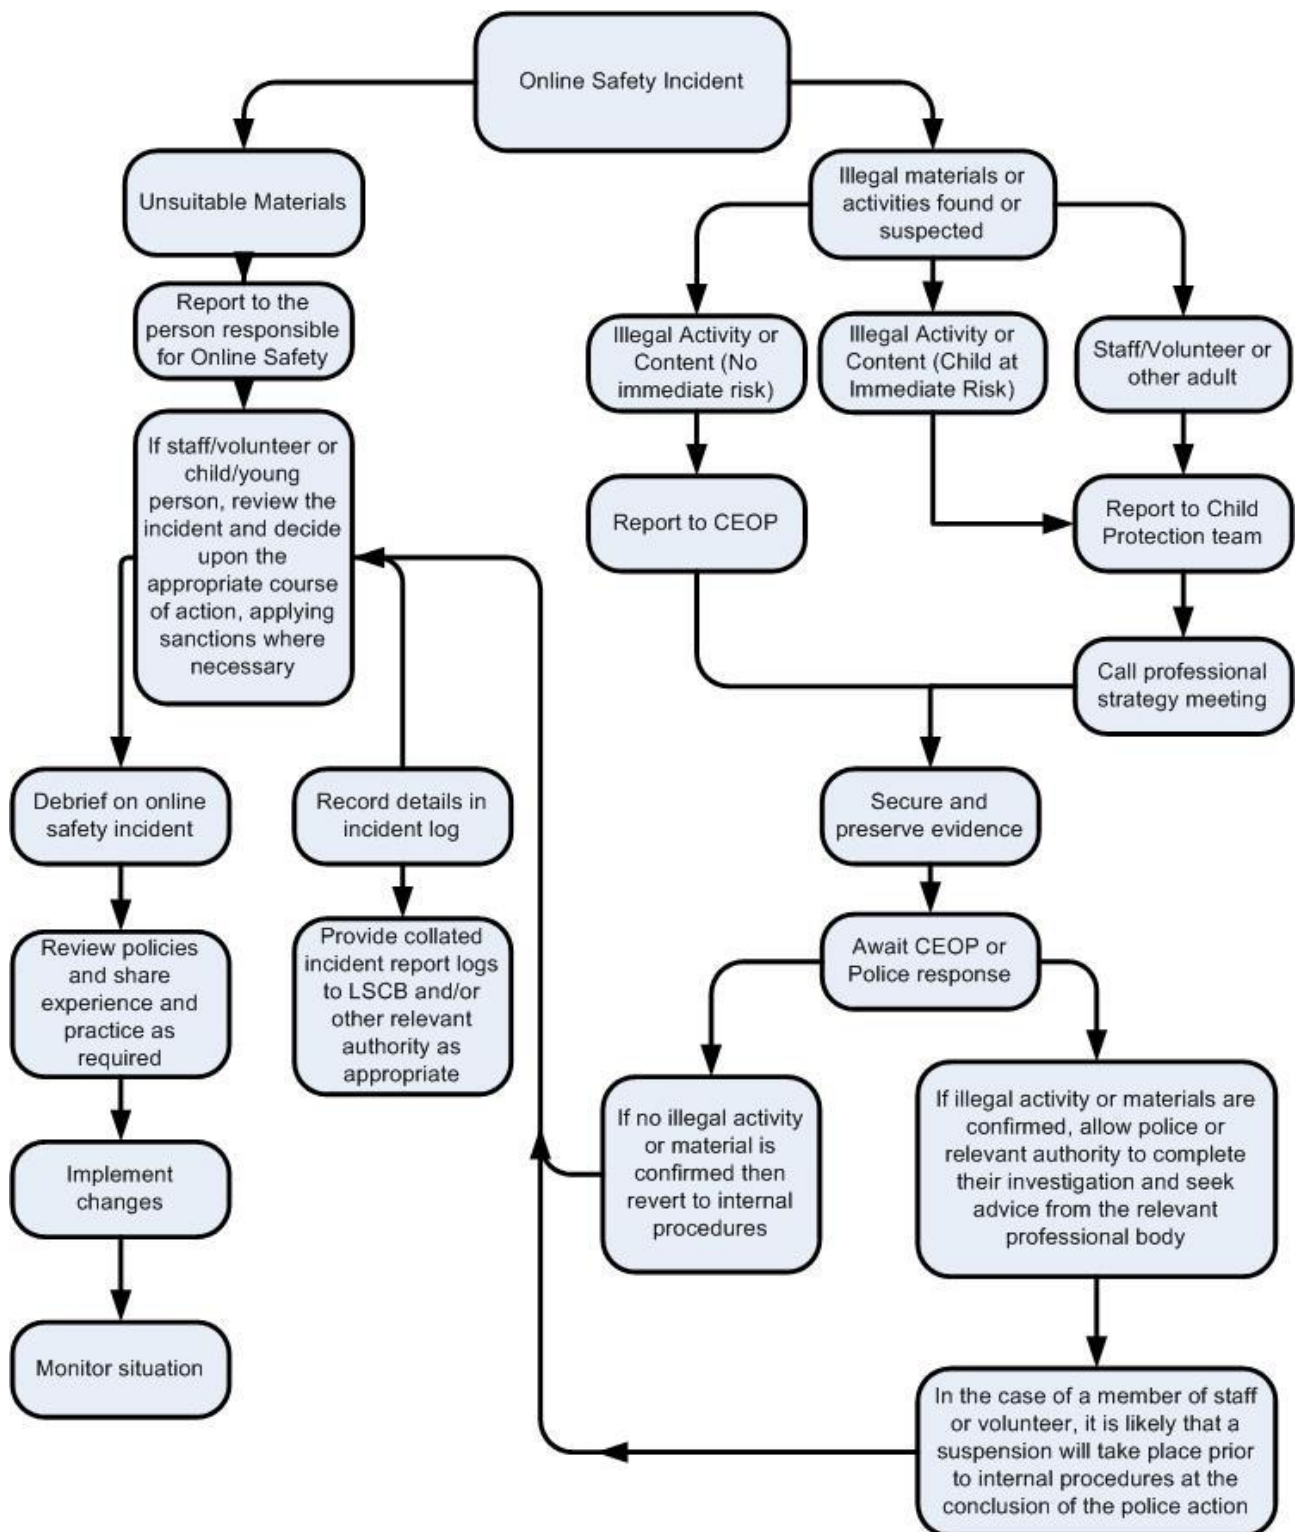 Online Safety Incident
Unsuitable Materials
Illegal materials or
activities found or
suspected
Report to the
person responsible
for Online Safety
Illegal Activity or
Content (No
immediate risk)
Illegal Activity or
Content (Child at
Immediate Risk)
Staff/Volunteer or
other adult
If staff/volunteer or
child/young
person, review the
incident and decide
upon the
appropriate course
of action, applying
sanctions where
necessary
Report to CEOP
Report to Child
Protection team
Call professional
strategy meeting
Debrief on online
safety incident
Record details in
incident log
Secure and
preserve evidence
Review policies
and share
experience and
practice as
required
Provide collated
incident report logs
to LSCB and/or
other relevant
authority as
appropriate
Await CEOP or
Police response
If no illegal activity
or material is
confirmed then
revert to internal
procedures
If illegal activity or materials are
confirmed, allow police or
relevant authority to complete
their investigation and seek
advice from the relevant
professional body
Implement
changes
Monitor situation
In the case of a member of staff
or volunteer, it is likely that a
suspension will take place prior
to internal procedures at the
conclusion of the police action